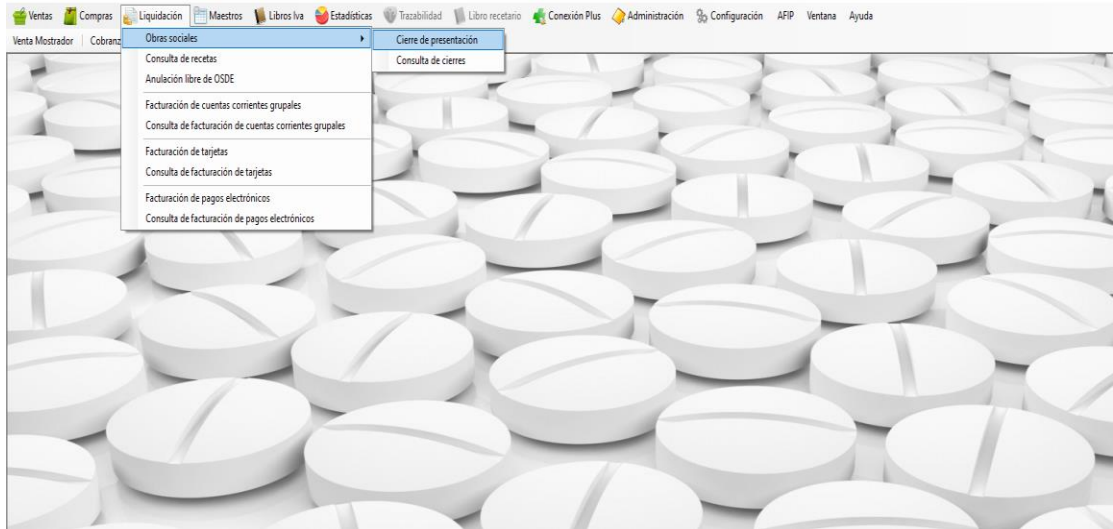 Ventas Compras Liquidación Maestros Libros Iva Estadísticas Trazabilidad Libro recetario Conexión Plus Administración Configuración AFIP Ventana Ayuda
Venta Mostrador Cobranz
Obras sociales
Cierre de presentación
Consulta de cierres
Consulta de recetas
Anulación libre de OSDE
Facturación de cuentas corrientes grupales
Consulta de facturación de cuentas corrientes grupales
Facturación de tarjetas
Consulta de facturación de tarjetas
Facturación de pagos electrónicos
Consulta de facturación de pagos electrónicos